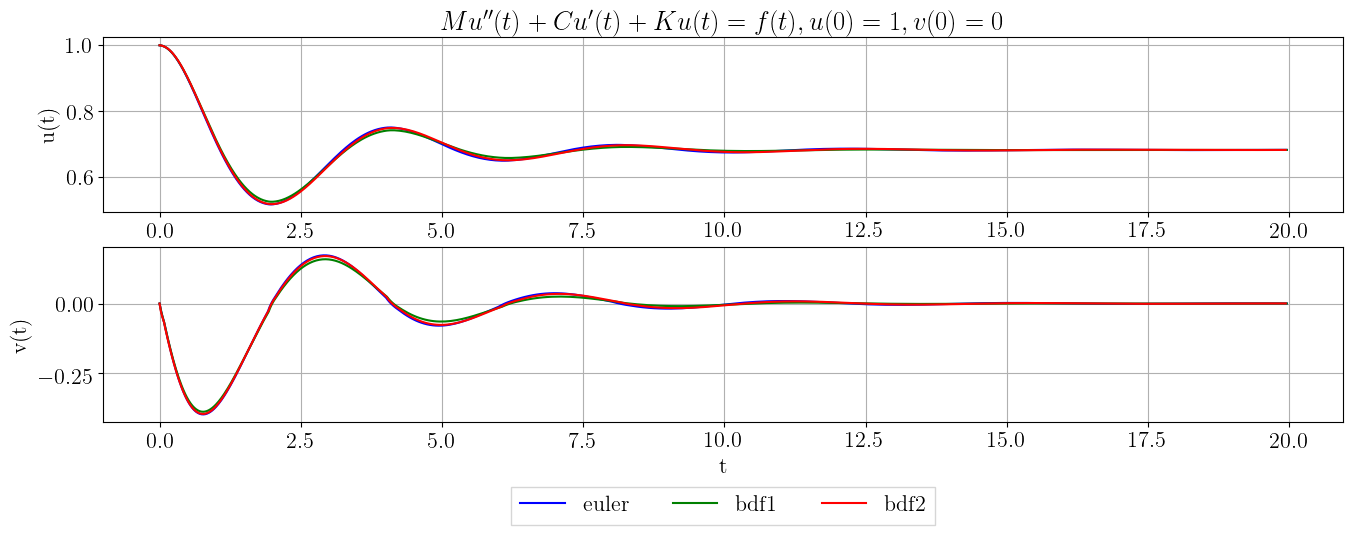 Mu''(t) + Cu'(t) + Ku(t) = f(t), u(0) = 1, v(0) = 0
1.0
0.8
0.6
u(t)
0.0 2.5 5.0 7.5 10.0 12.5 15.0 17.5 20.0
0.00
−0.25
v(t)
0.0 2.5 5.0 7.5 10.0 12.5 15.0 17.5 20.0
t
euler bdf1 bdf2